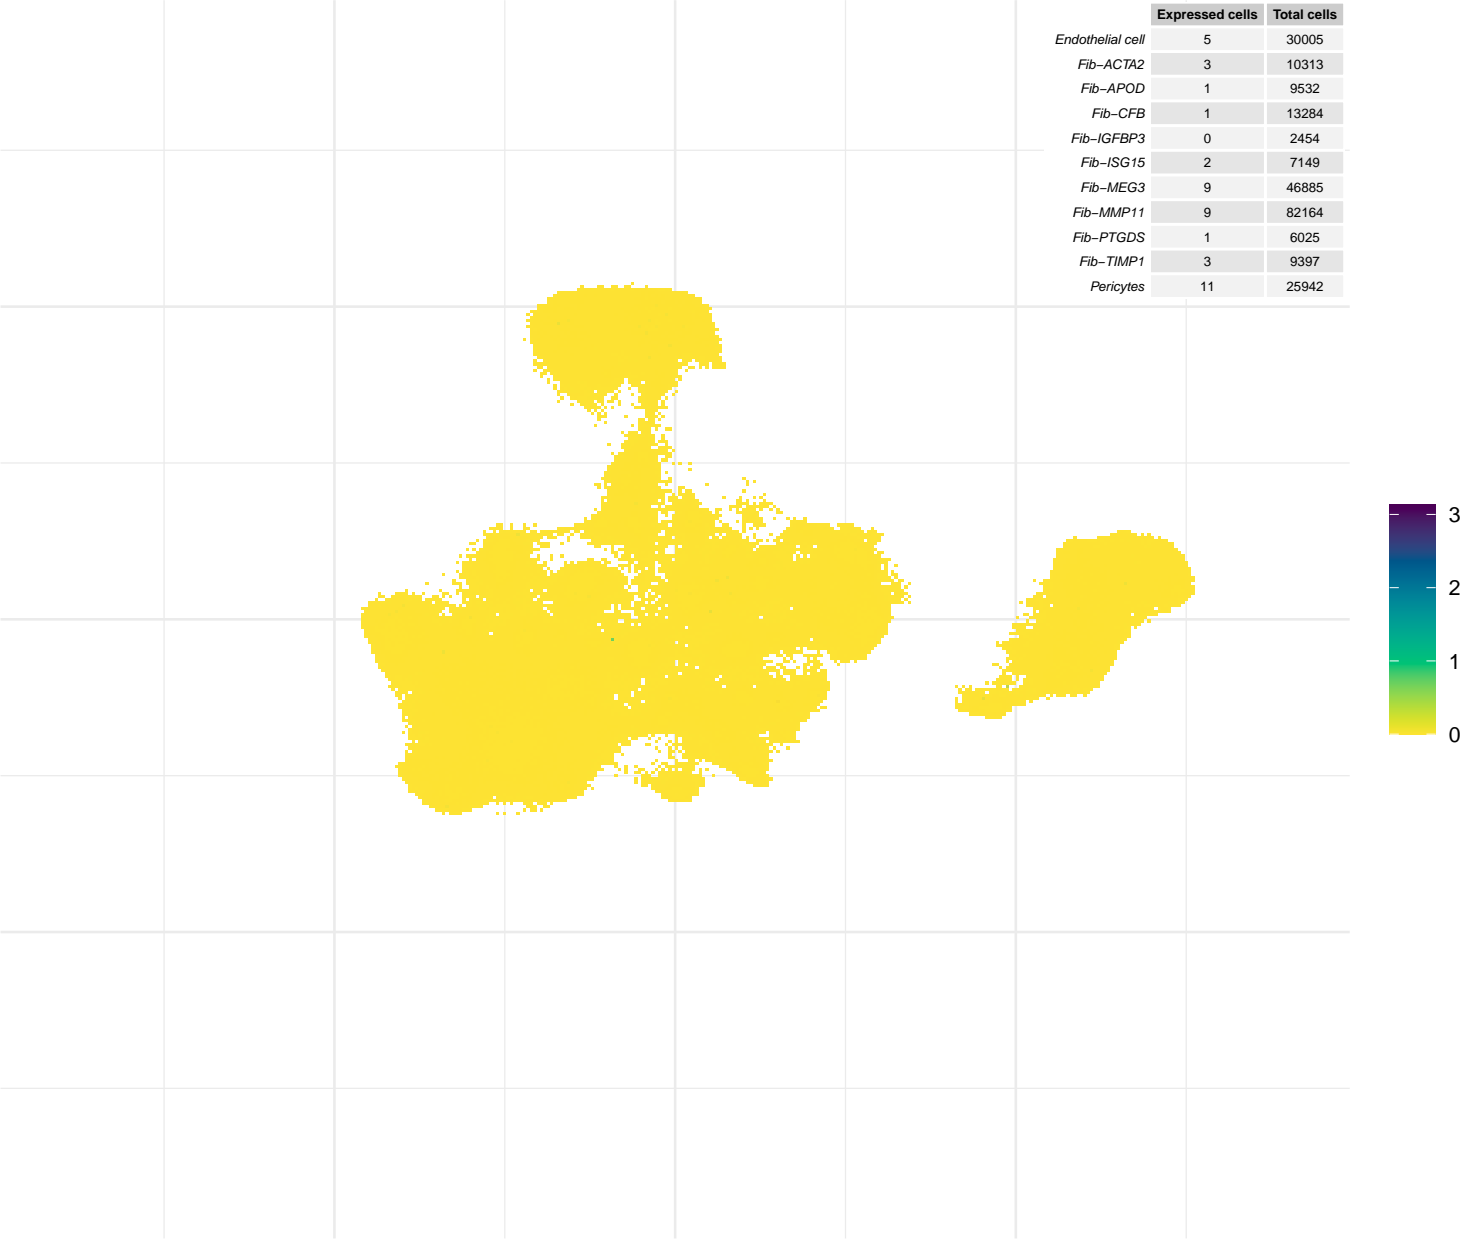 Expressed cells Total cells
Endothelial cell 5 30005
Fib−ACTA2 3 10313
Fib−APOD 1 9532
Fib−CFB 1 13284
Fib−IGFBP3 0 2454
Fib−ISG15 2 7149
Fib−MEG3 9 46885
Fib−MMP11 9 82164
Fib−PTGDS 1 6025
Fib−TIMP1 3 9397
Pericytes 11 25942
3
2
1
0